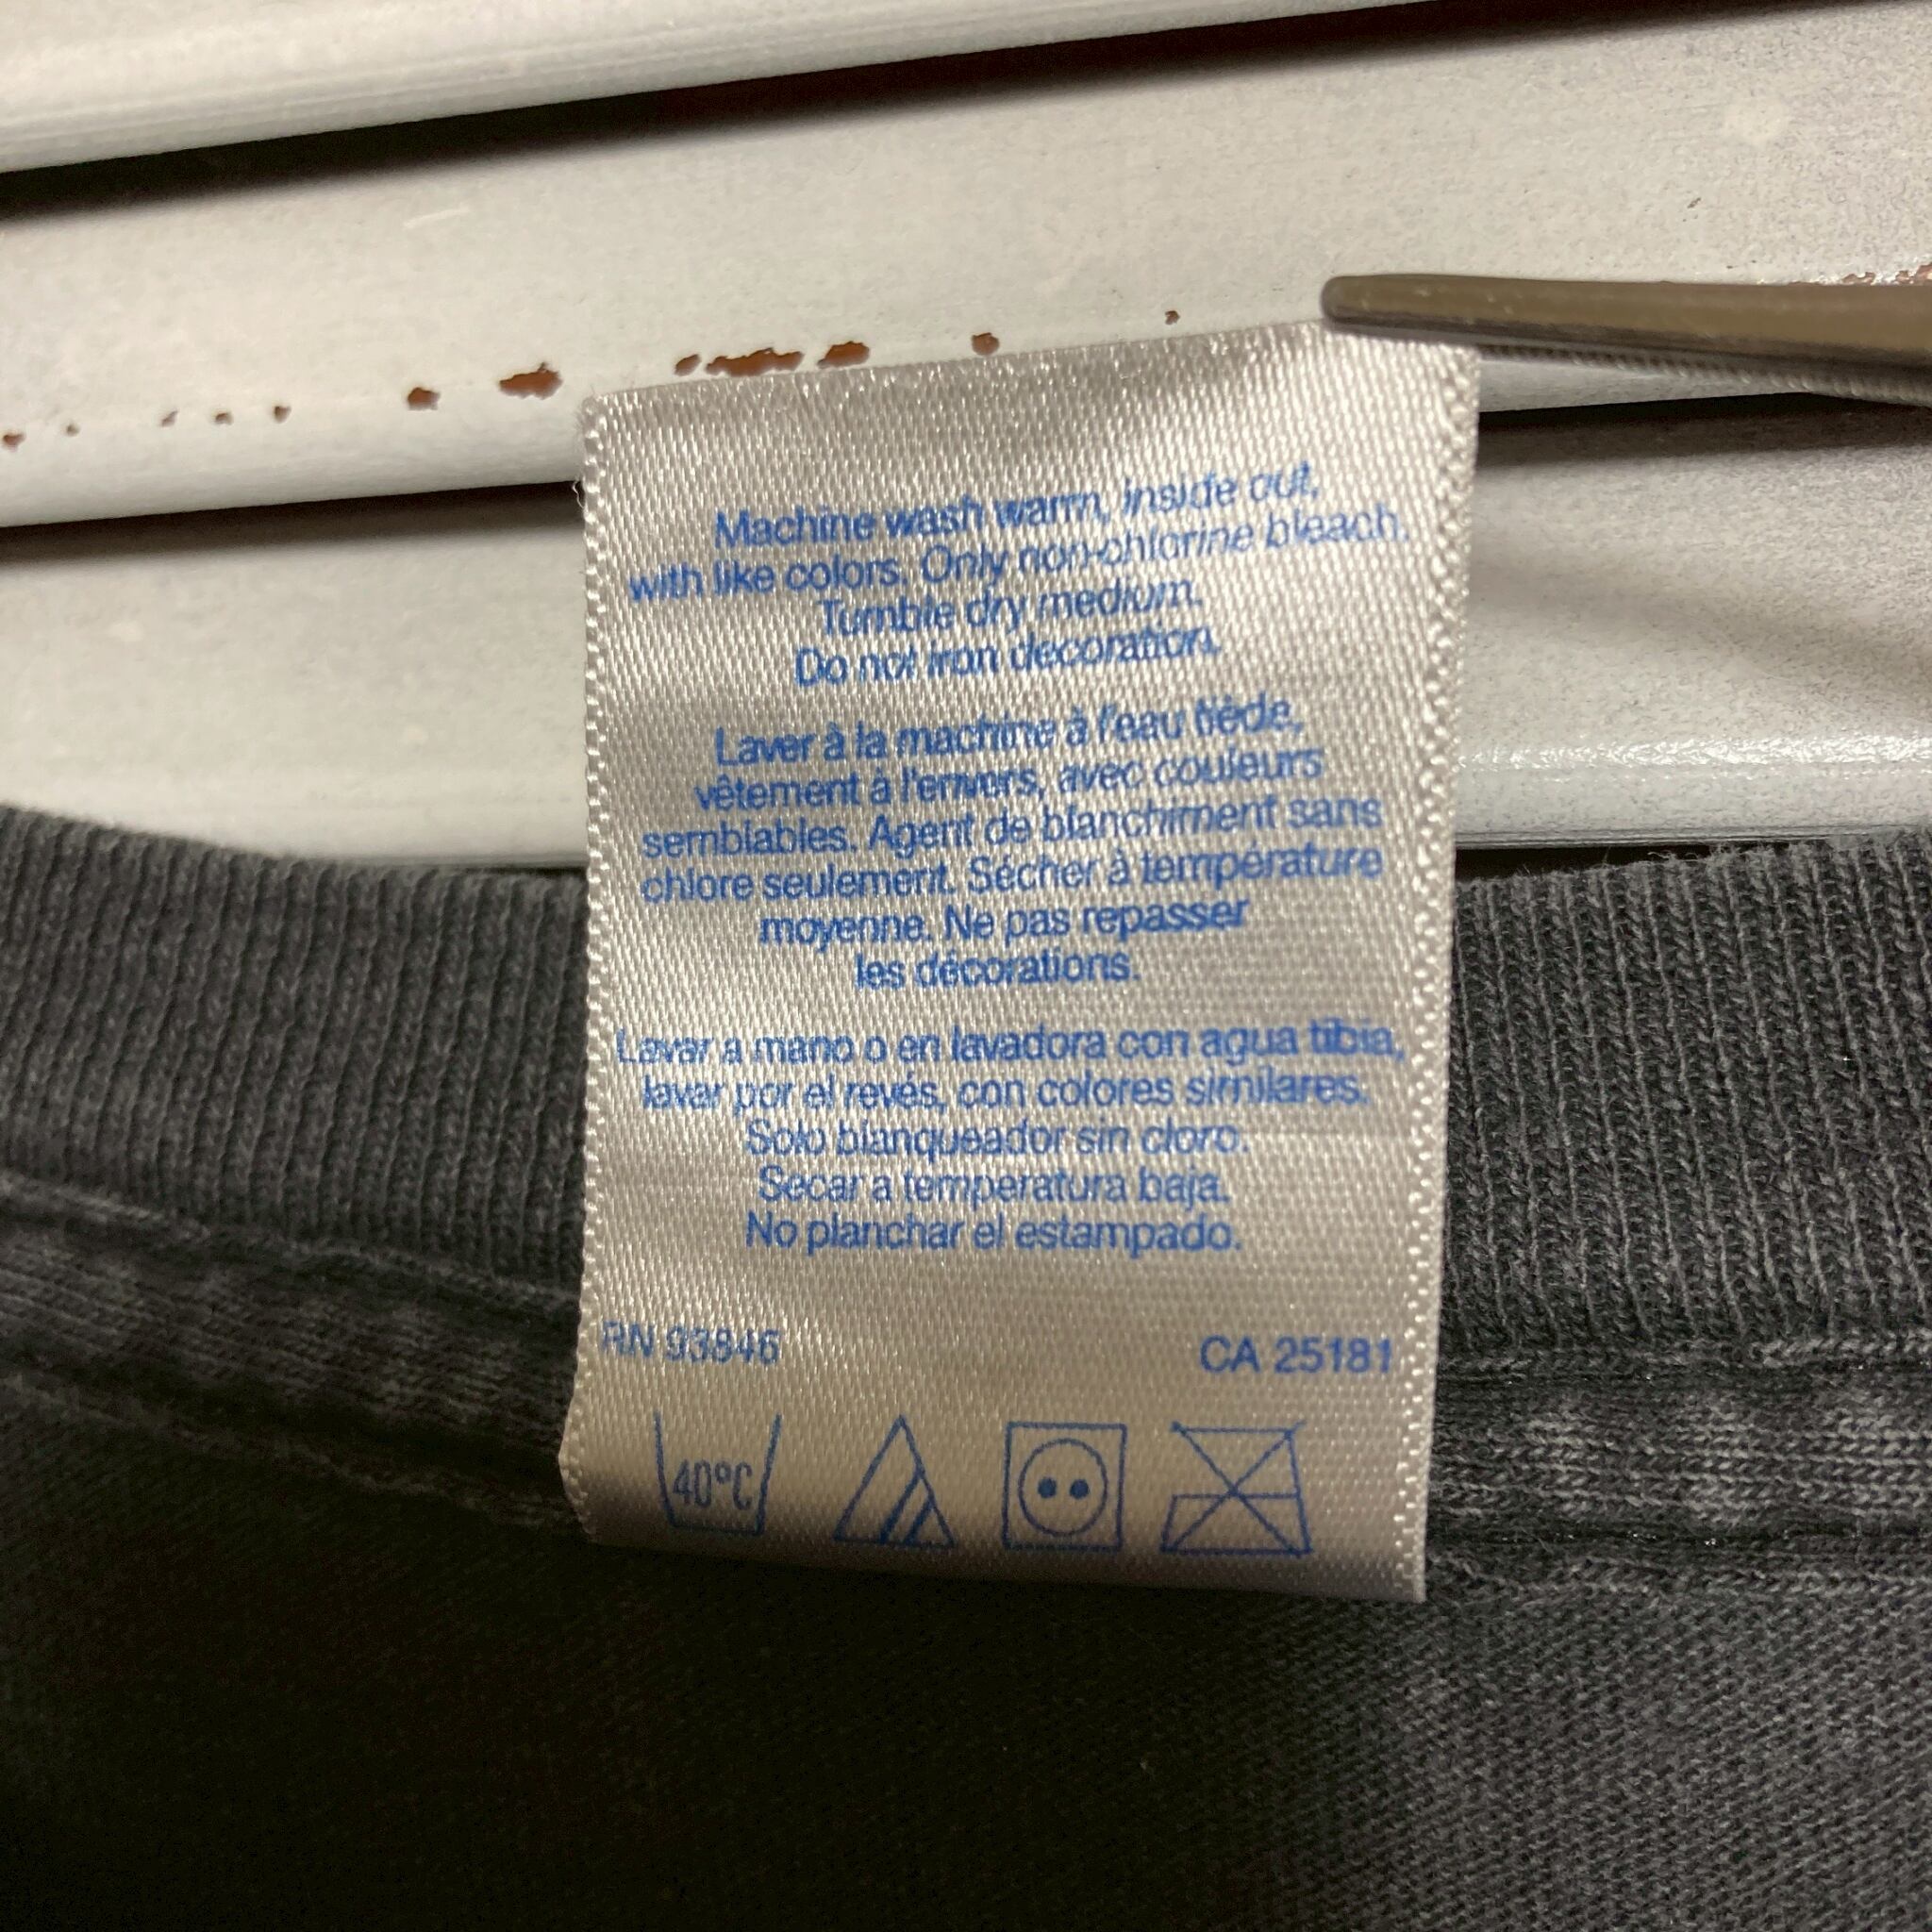 Machine wash warm, inside out,
with like colors. Only non-chlorine bleach.
Tumble dry medium.
Do not iron decoration.
Laver à la machine à l'eau tiède,
vêtement à l'envers, avec couleurs
semblables. Agent de blanchiment sans
chlore seulement. Sécher à température
moyenne. Ne pas repasser
les décorations.
Lavar a mano o en lavadora con agua tibia,
lavar por el revés, con colores similares.
Solo blanqueador sin cloro.
Secar a temperatura baja.
No planchar el estampado.
RN 93846 CA 25181
40°C